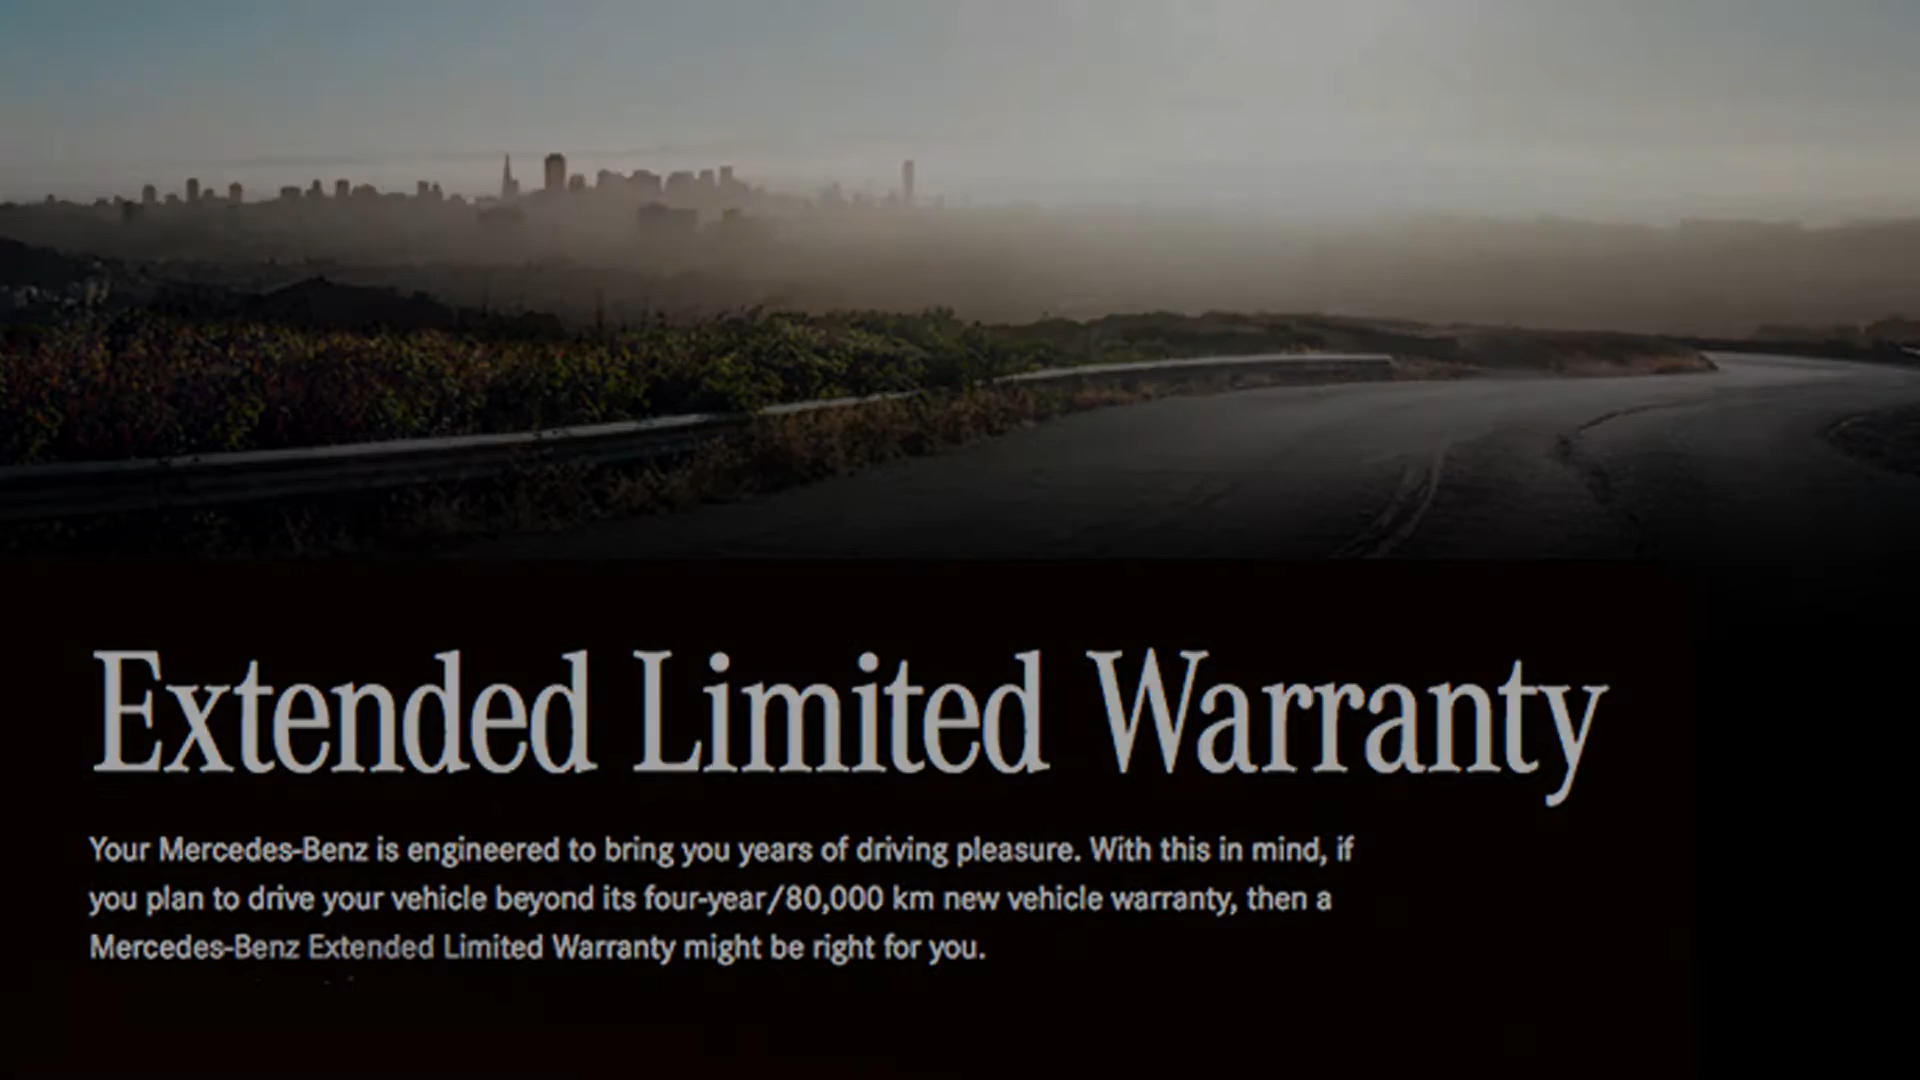 Extended Limited Warranty
Your Mercedes-Benz is engineered to bring you years of driving pleasure. With this in mind, if
you plan to drive your vehicle beyond its four-year/80,000 km new vehicle warranty, then a
Mercedes-Benz Extended Limited Warranty might be right for you.